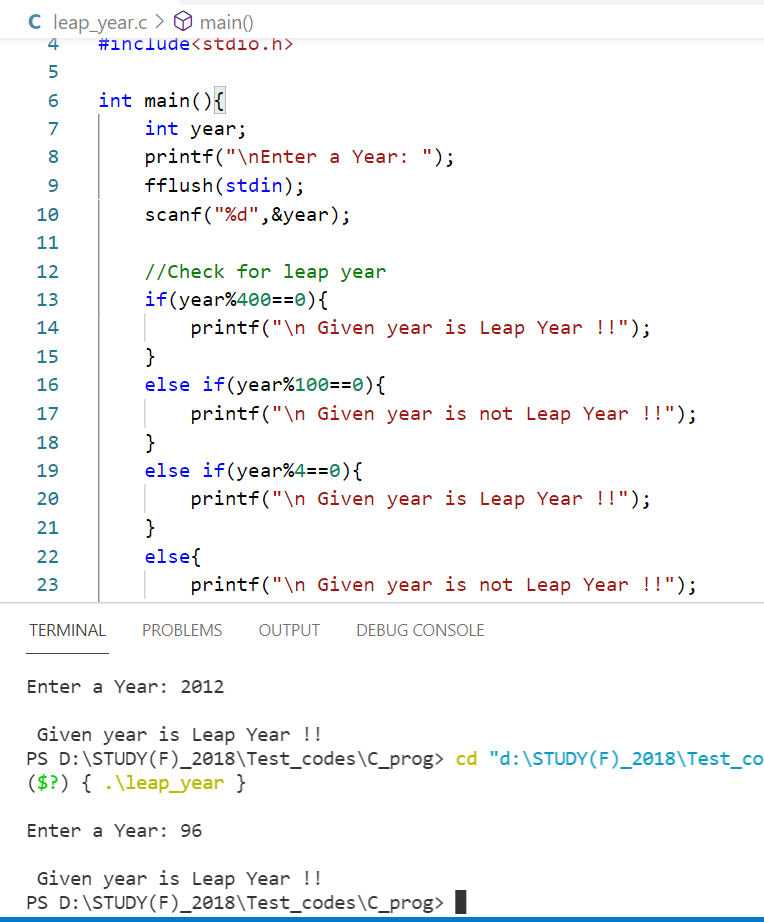 C leap_year.c > main()
4 #include<stdio.h>
5
6 int main(){
7 int year;
8 printf("\nEnter a Year: ");
9 fflush(stdin);
10 scanf("%d",&year);
11
12 //Check for leap year
13 if(year%400==0){
14 printf("\n Given year is Leap Year !!");
15 }
16 else if(year%100==0){
17 printf("\n Given year is not Leap Year !!");
18 }
19 else if(year%4==0){
20 printf("\n Given year is Leap Year !!");
21 }
22 else{
23 printf("\n Given year is not Leap Year !!");
TERMINAL PROBLEMS OUTPUT DEBUG CONSOLE
Enter a Year: 2012
Given year is Leap Year !!
PS D:\STUDY(F)_2018\Test_codes\C_prog> cd "d:\STUDY(F)_2018\Test_co
($?) { .\leap_year }
Enter a Year: 96
Given year is Leap Year !!
PS D:\STUDY(F)_2018\Test_codes\C_prog>